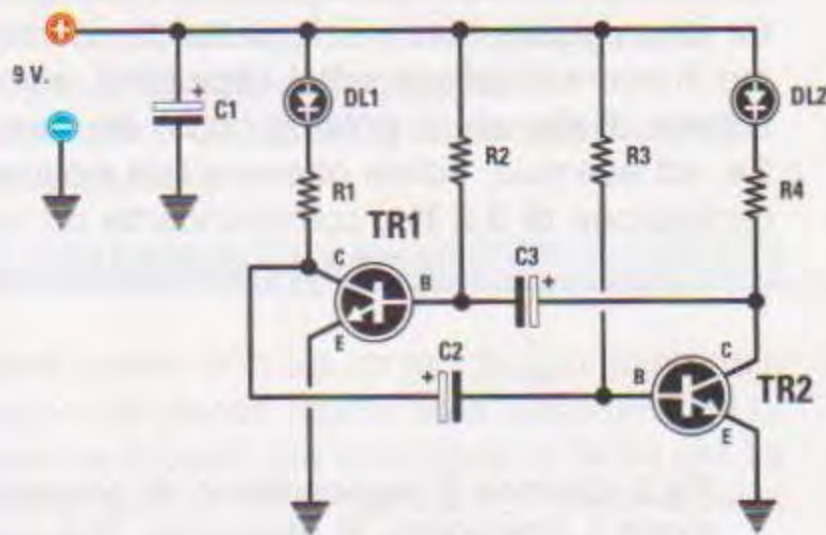 +
9 V.
−
+
C1
DL1
R1
R2
R3
DL2
R4
TR1
C
B
E
C3
+
C2
+
B
C
E
TR2